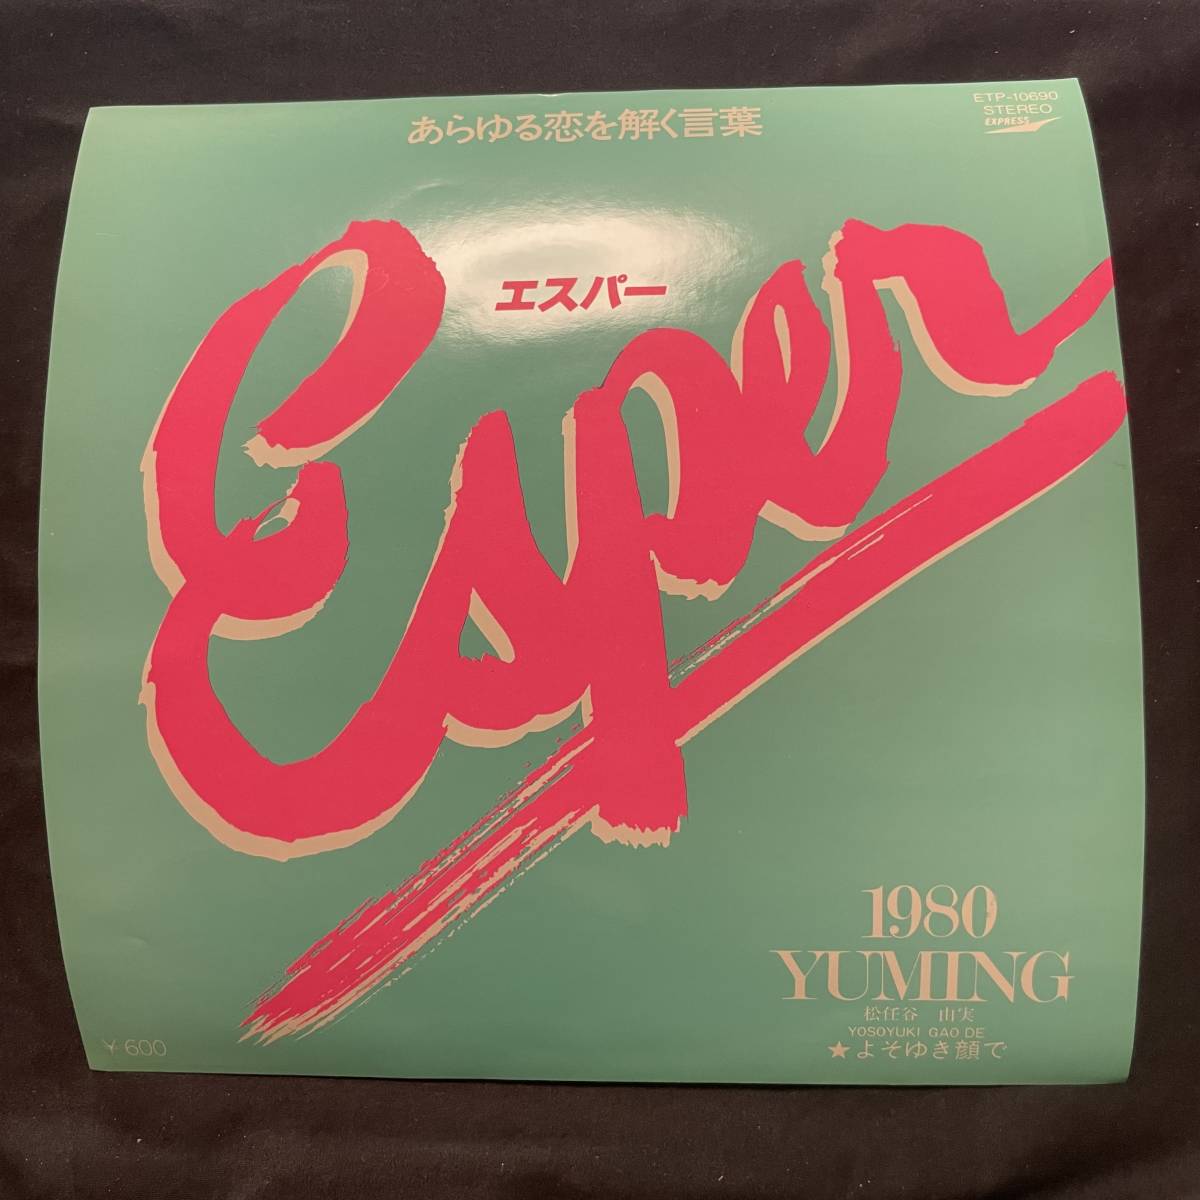 ETP-10690
STEREO
EXPRESS
あらゆる恋を解く言葉
エスパー
Esper
1980
YUMING
松任谷 由実
YOSOYUKI GAO DE
★よそゆき顔で
¥600